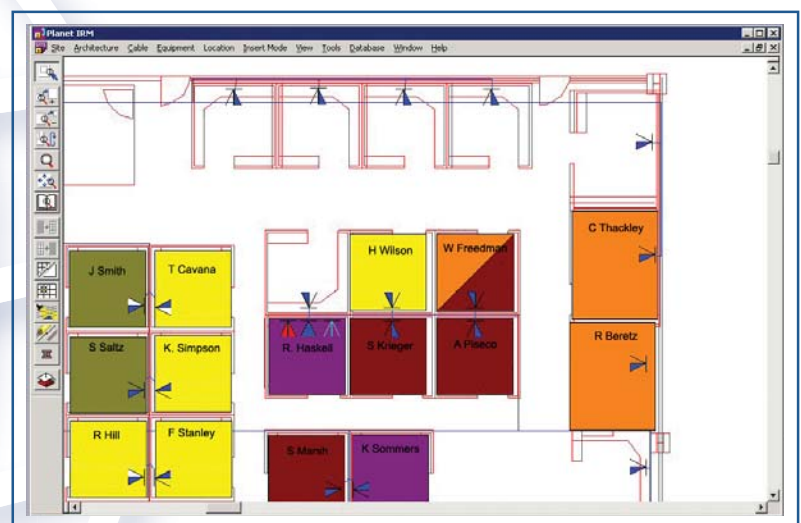 Planet IRM
Site Architecture Cable Equipment Location Insert Mode View Tools Database Window Help
C Thackley
H Wilson
W Freedman
J Smith
T Cavana
R Beretz
S Saltz
K. Simpson
R. Haskell
S Krieger
A Piseco
R Hill
F Stanley
S Marsh
K Sommers